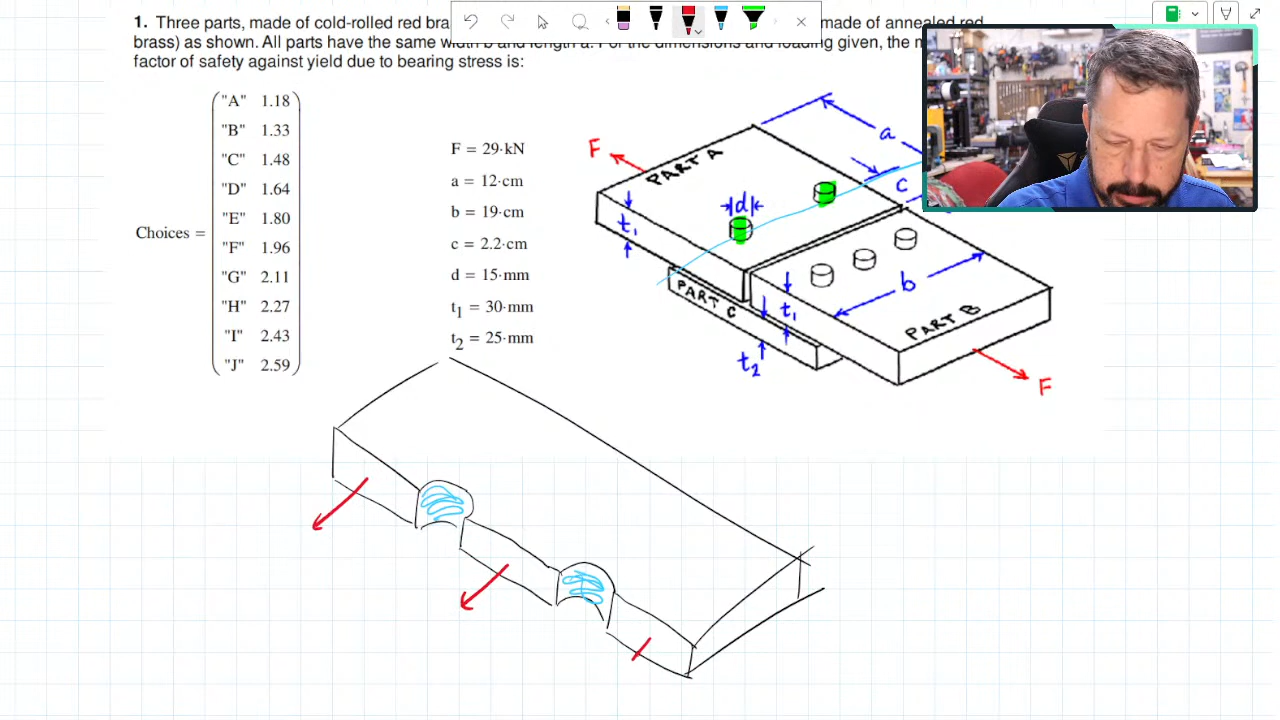 1. Three parts, made of cold-rolled red made of annealed red
brass) as shown. All parts have the same width b and length a. For the dimensions and loading given, the
factor of safety against yield due to bearing stress is:
Choices =
"A" 1.18
"B" 1.33
"C" 1.48
"D" 1.64
"E" 1.80
"F" 1.96
"G" 2.11
"H" 2.27
"I" 2.43
"J" 2.59
F = 29·kN
a = 12·cm
b = 19·cm
c = 2.2·cm
d = 15·mm
t1 = 30·mm
t2 = 25·mm
F
PART A
a
c
d
t1
PART C
t1
b
t2
PART B
F